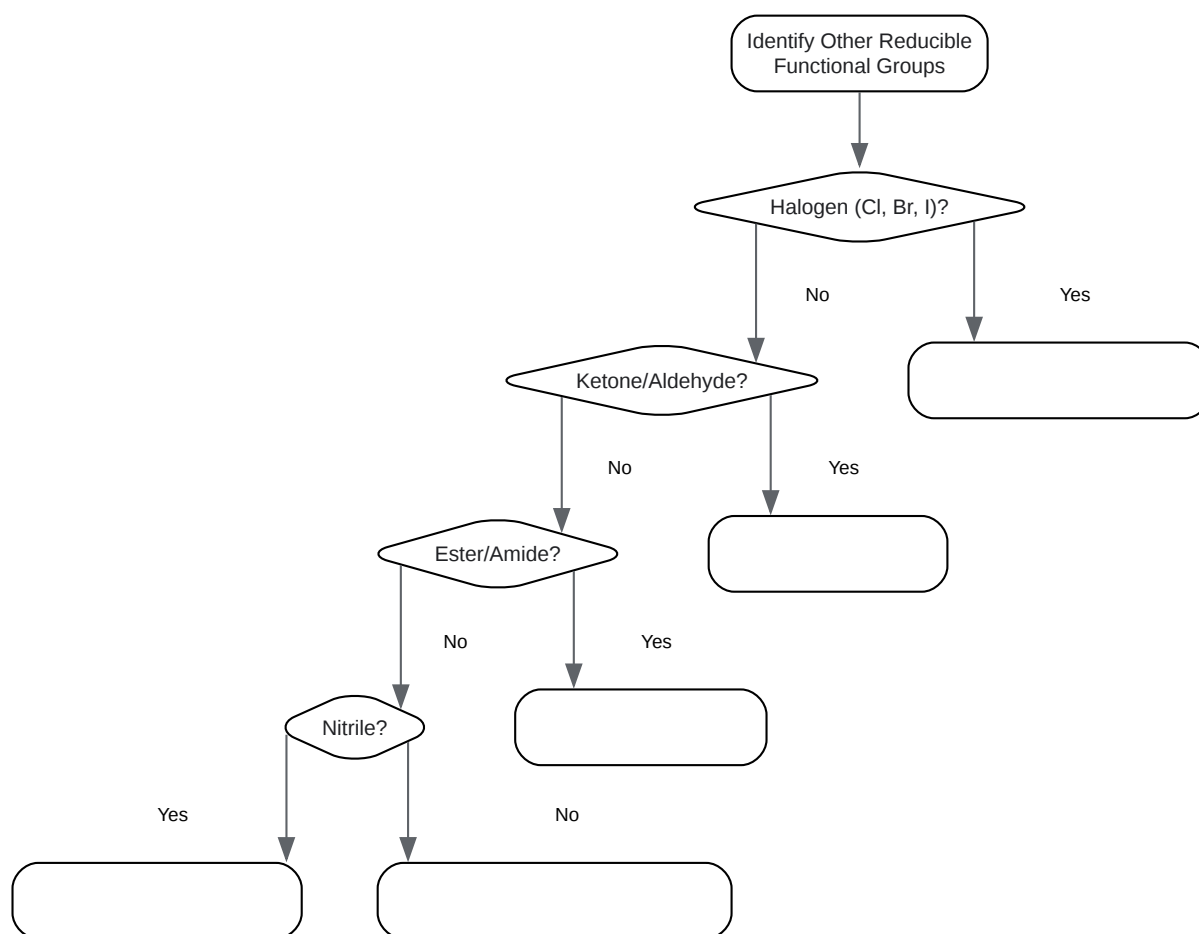 Identify Other Reducible
Functional Groups
Halogen (Cl, Br, I)?
No
Yes
Ketone/Aldehyde?
No
Yes
Ester/Amide?
No
Yes
Nitrile?
Yes
No